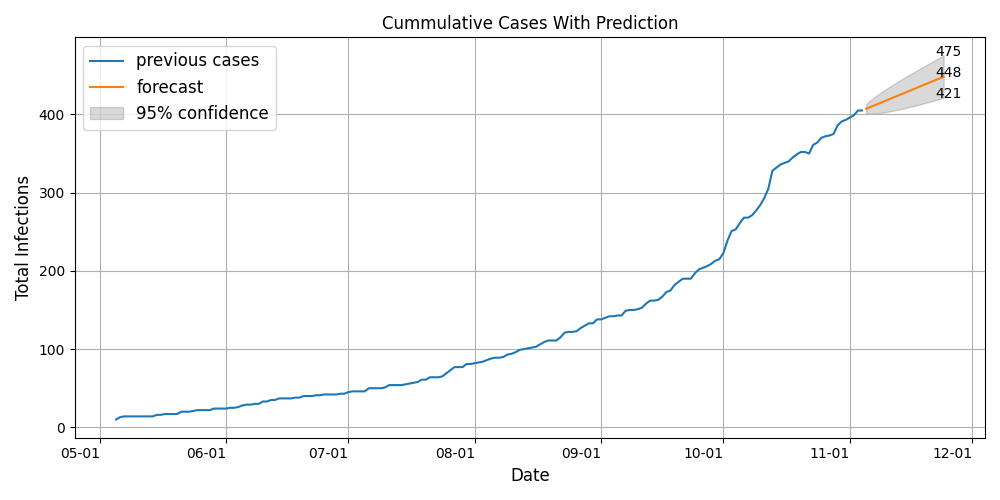 Cummulative Cases With Prediction
previous cases
forecast
95% confidence
475
448
421
Total Infections
400
300
200
100
0
05-01
06-01
07-01
08-01
09-01
10-01
11-01
12-01
Date